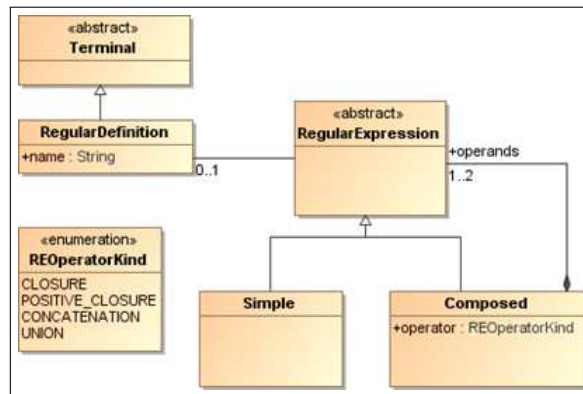 «abstract»
Terminal
RegularDefinition
+name : String
0..1
«abstract»
RegularExpression
+operands
1..2
«enumeration»
REOperatorKind
CLOSURE
POSITIVE_CLOSURE
CONCATENATION
UNION
Simple
Composed
+operator : REOperatorKind